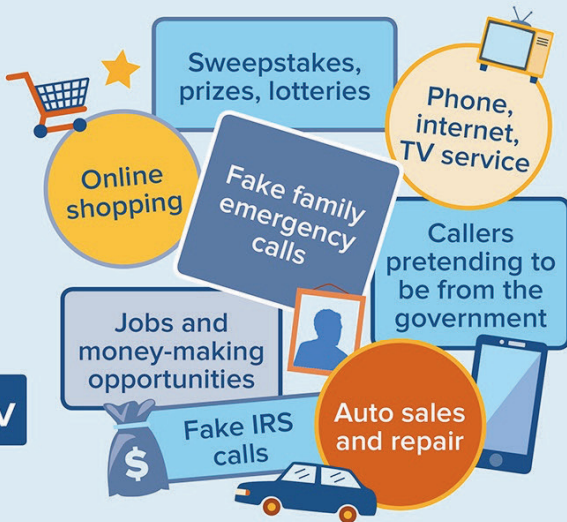 Sweepstakes,
prizes, lotteries
Phone,
internet,
TV service
Online
shopping
Fake family
emergency
calls
Callers
pretending to
be from the
government
Jobs and
money-making
opportunities
V
Fake IRS
calls
$
Auto sales
and repair